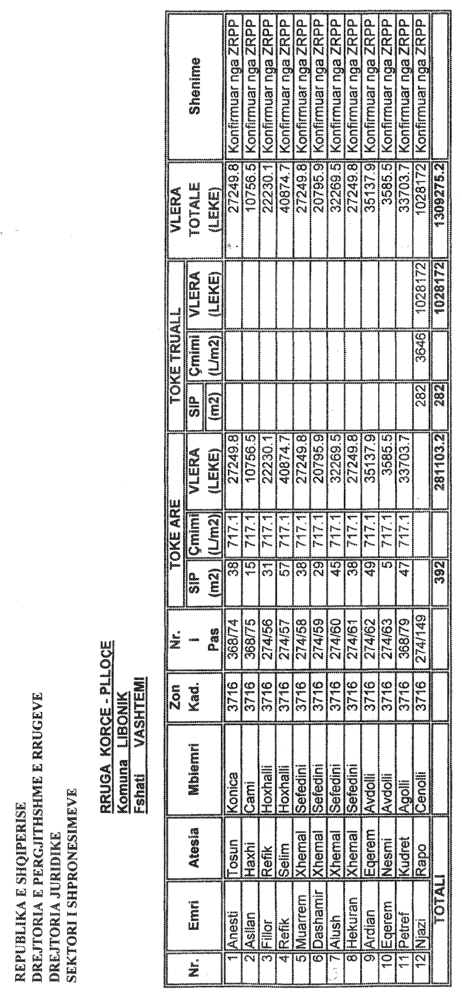 REPUBLIKA E SHQIPERISE
DREJTORIA E PERGJITHSHME E RRUGEVE
DREJTORIA JURIDIKE
SEKTORI I SHPRONESIMEVE
RRUGA KORÇE - PLLOÇE
Komuna LIBONIK
Fshati VASHTEMI
Nr. Emri Atesia Mbiemri Zon Kad. Nr. i Pas TOKE ARE TOKE TRUALL VLERA TOTALE (LEKE) Shenime
SIP (m2) Çmimi (L/m2) VLERA (LEKE) SIP (m2) Çmimi (L/m2) VLERA (LEKE)
1 Anesti Tosun Konica 3716 368/74 38 717.1 27249.8 27249.8 Konfirmuar nga ZRPP
2 Asllan Haxhi Cami 3716 368/75 15 717.1 10756.5 10756.5 Konfirmuar nga ZRPP
3 Fillor Refik Hoxhalli 3716 274/56 31 717.1 22230.1 22230.1 Konfirmuar nga ZRPP
4 Refik Selim Hoxhalli 3716 274/57 57 717.1 40874.7 40874.7 Konfirmuar nga ZRPP
5 Muarrem Xhemal Sefedini 3716 274/58 38 717.1 27249.8 27249.8 Konfirmuar nga ZRPP
6 Dashamir Xhemal Sefedini 3716 274/59 29 717.1 20795.9 20795.9 Konfirmuar nga ZRPP
7 Alush Xhemal Sefedini 3716 274/60 45 717.1 32269.5 32269.5 Konfirmuar nga ZRPP
8 Hekuran Xhemal Sefedini 3716 274/61 38 717.1 27249.8 27249.8 Konfirmuar nga ZRPP
9 Ardian Eqerem Avdolli 3716 274/62 49 717.1 35137.9 35137.9 Konfirmuar nga ZRPP
10 Eqerem Nesmi Avdolli 3716 274/63 5 717.1 3585.5 3585.5 Konfirmuar nga ZRPP
11 Petref Kudret Agolli 3716 368/79 47 717.1 33703.7 33703.7 Konfirmuar nga ZRPP
12 Njazi Rapo Cenolli 3716 274/149 282 3646 1028172 1028172 Konfirmuar nga ZRPP
TOTALI 392 281103.2 282 1028172 1309275.2